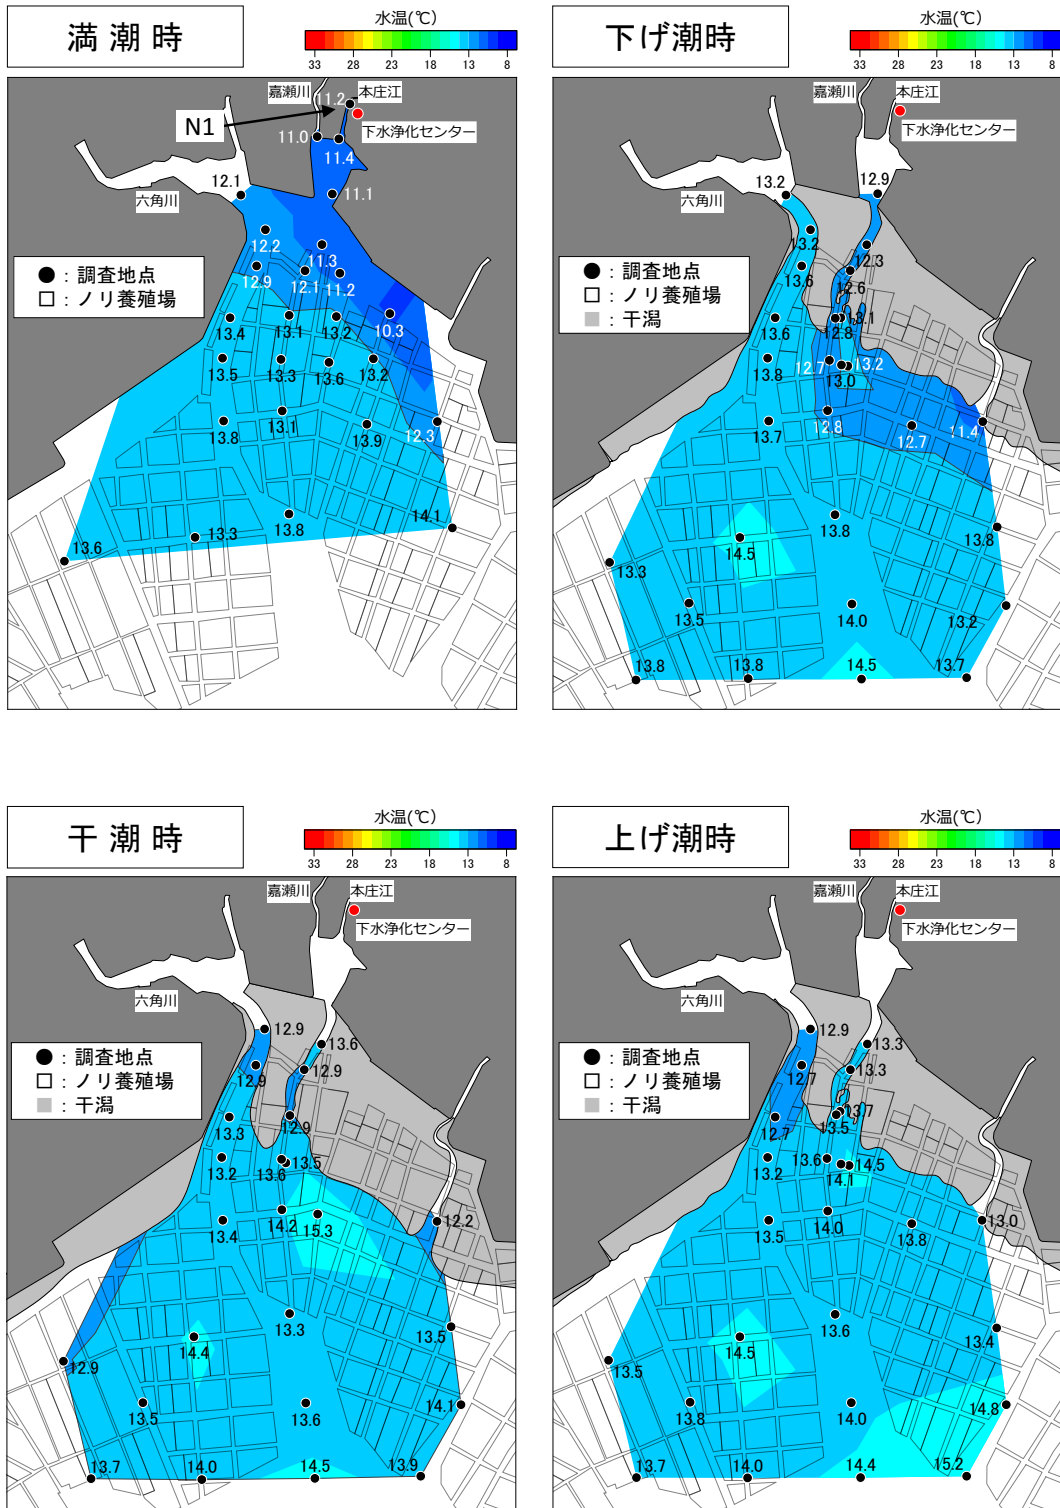 満 潮 時
水温(℃)
33 28 23 18 13 8
嘉瀬川
11.2
本庄江
N1
下水浄化センター
11.0
11.4
12.1
11.1
六角川
12.2
11.3
●：調査地点
□：ノリ養殖場
12.9
12.1
11.2
13.4
13.1
13.2
10.3
13.5
13.3
13.6
13.2
13.8
13.1
13.9
12.3
13.6
13.3
13.8
14.1
下げ潮時
水温(℃)
33 28 23 18 13 8
嘉瀬川
本庄江
下水浄化センター
13.2
12.9
六角川
13.2
12.3
●：調査地点
□：ノリ養殖場
■：干潟
13.6
12.6
13.6
12.8
13.1
13.8
12.7
13.0
13.2
13.7
12.8
12.7
11.4
14.5
13.8
13.8
13.3
13.5
14.0
13.2
13.8
13.8
14.5
13.7
干 潮 時
水温(℃)
33 28 23 18 13 8
嘉瀬川
本庄江
下水浄化センター
六角川
12.9
13.6
●：調査地点
□：ノリ養殖場
■：干潟
12.9
12.9
13.3
12.9
13.2
13.6
13.5
13.4
14.2
15.3
12.2
14.4
13.3
13.5
12.9
13.5
13.6
14.1
13.7
14.0
14.5
13.9
上げ潮時
水温(℃)
33 28 23 18 13 8
嘉瀬川
本庄江
下水浄化センター
六角川
12.9
13.3
●：調査地点
□：ノリ養殖場
■：干潟
12.7
13.3
12.7
13.5
13.7
13.2
13.6
14.1
14.5
13.5
14.0
13.8
13.0
14.5
13.6
13.4
13.5
13.8
14.0
14.8
13.7
14.0
14.4
15.2